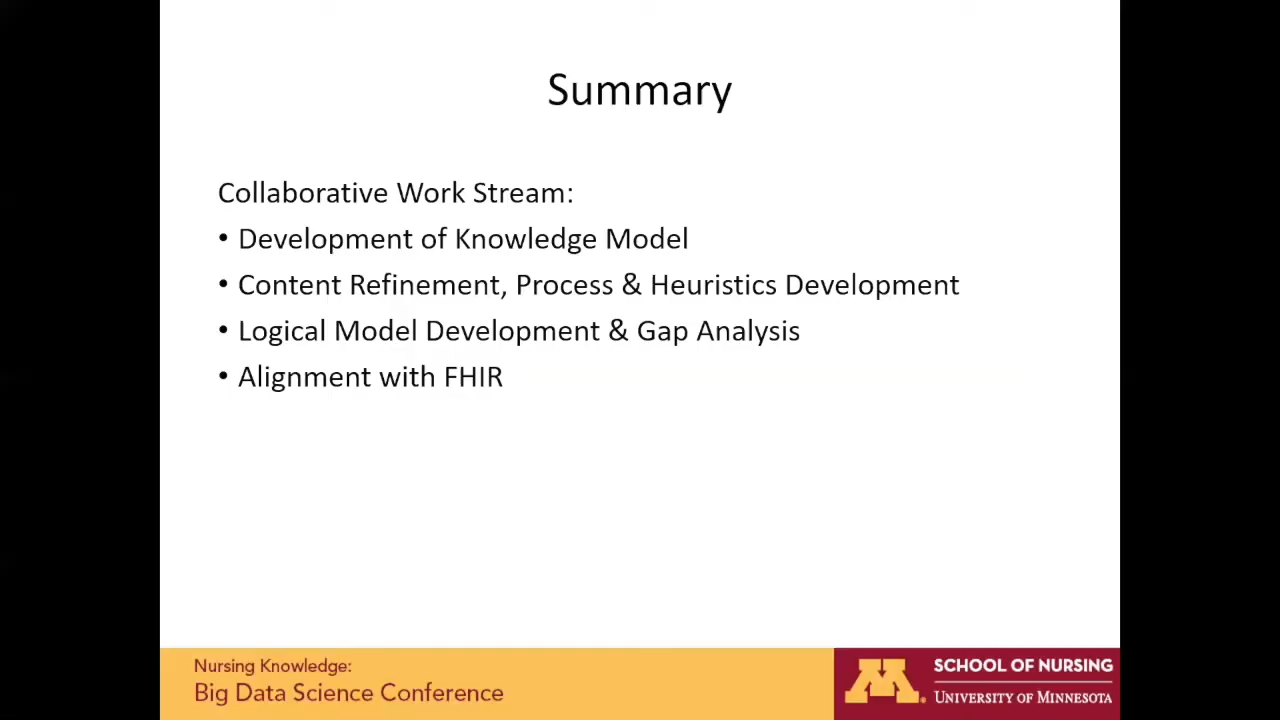 Summary
Collaborative Work Stream:
• Development of Knowledge Model
• Content Refinement, Process & Heuristics Development
• Logical Model Development & Gap Analysis
• Alignment with FHIR
Nursing Knowledge:
Big Data Science Conference
M
SCHOOL OF NURSING
UNIVERSITY OF MINNESOTA